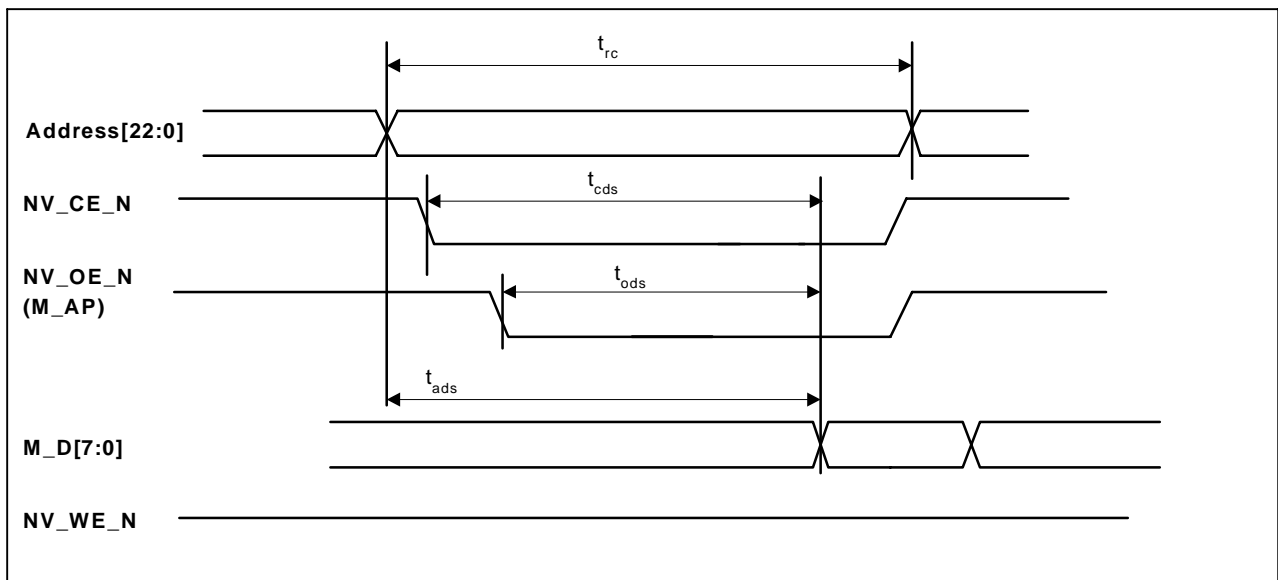 t_rc
Address[22:0]
t_cds
NV_CE_N
NV_OE_N
(M_AP)
t_ods
t_ads
M_D[7:0]
NV_WE_N